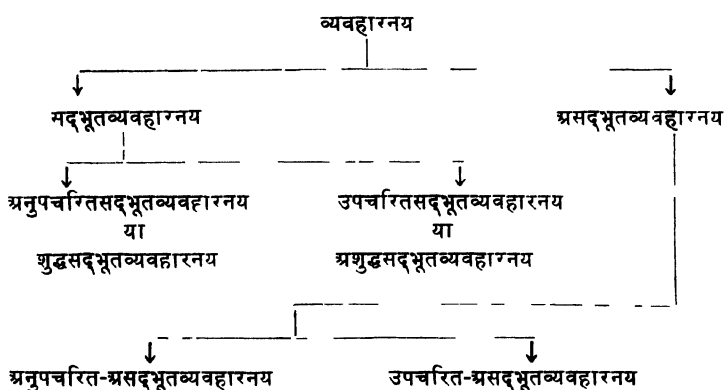 व्यवहारनय
सद्भूतव्यवहारनय असद्भूतव्यवहारनय
अनुपचरितसद्भूतव्यवहारनय उपचरितसद्भूतव्यवहारनय
या या
शुद्धसद्भूतव्यवहारनय अशुद्धसद्भूतव्यवहारनय
अनुपचरित-असद्भूतव्यवहारनय उपचरित-असद्भूतव्यवहारनय